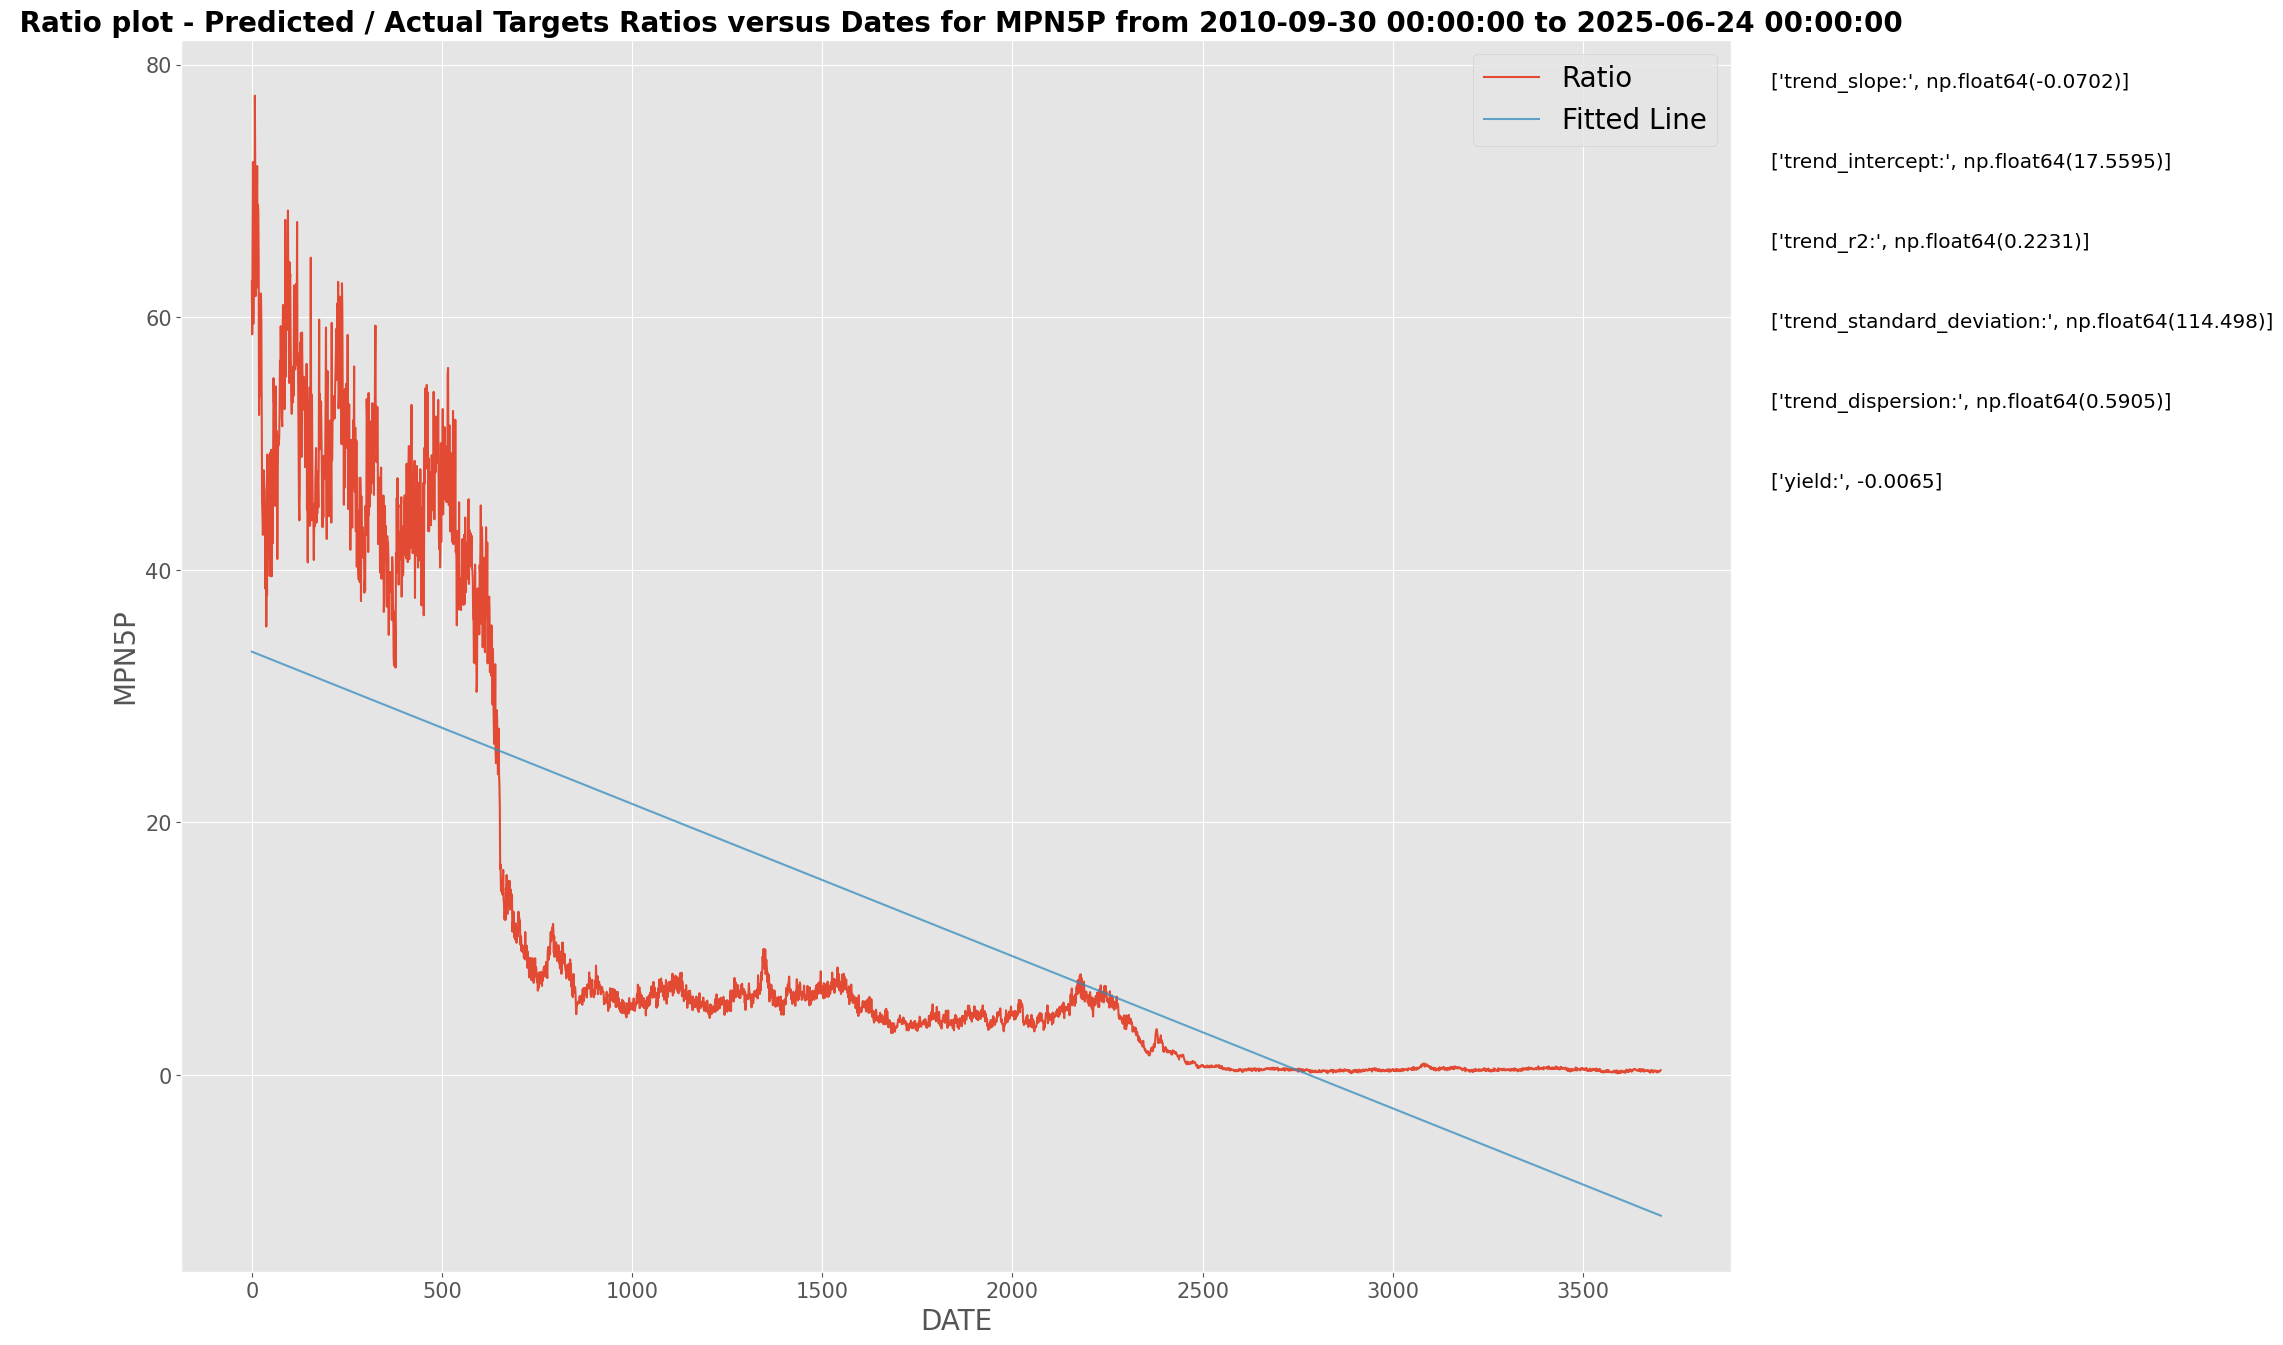 Ratio plot - Predicted / Actual Targets Ratios versus Dates for MPN5P from 2010-09-30 00:00:00 to 2025-06-24 00:00:00
80
60
40
20
0
MPN5P
0 500 1000 1500 2000 2500 3000 3500
DATE
Ratio
Fitted Line
['trend_slope:', np.float64(-0.0702)]
['trend_intercept:', np.float64(17.5595)]
['trend_r2:', np.float64(0.2231)]
['trend_standard_deviation:', np.float64(114.498)]
['trend_dispersion:', np.float64(0.5905)]
['yield:', -0.0065]